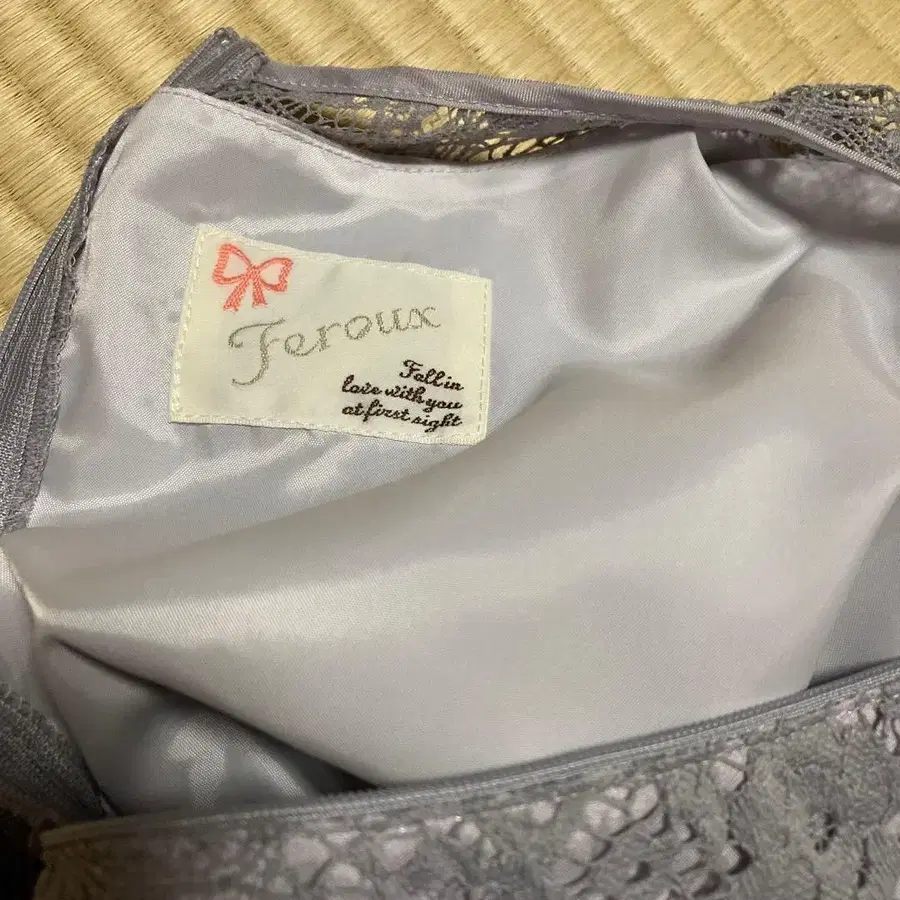 Feroux
Fall in
love with you
at first sight